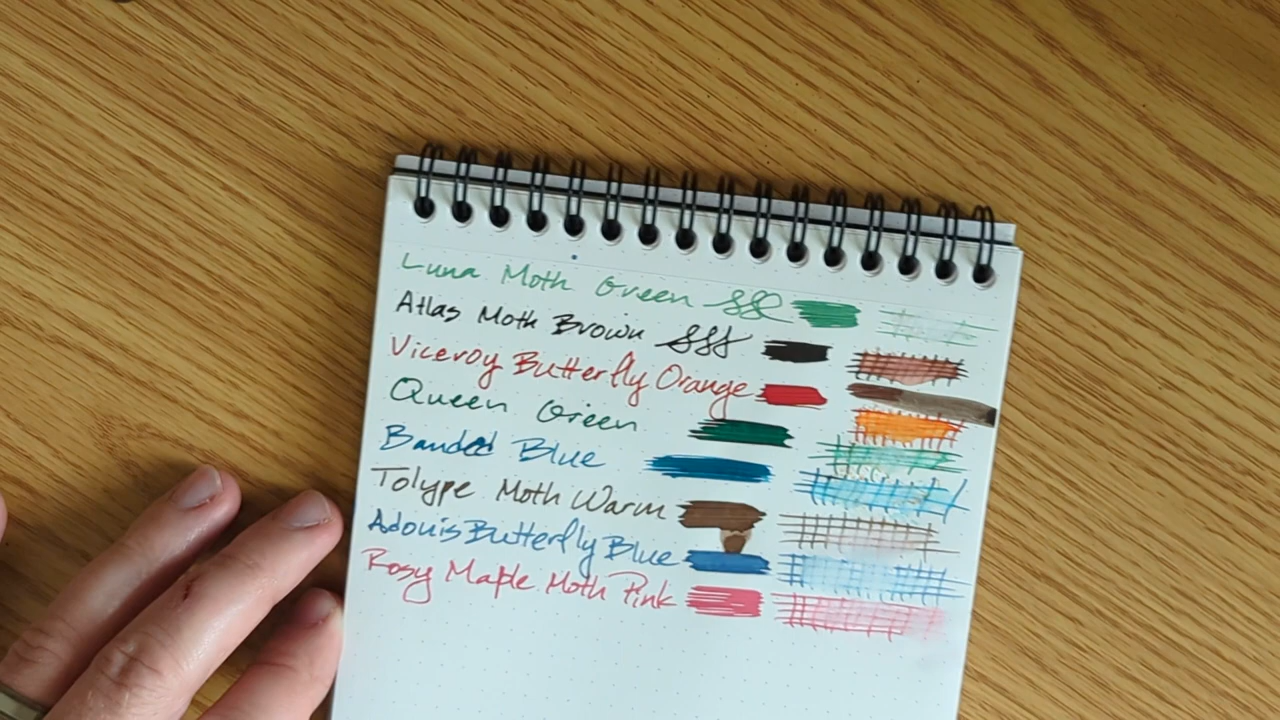 Luna Moth Green
Atlas Moth Brown
Viceroy Butterfly Orange
Queen Green
Banded Blue
Tolype Moth Warm
Adonis Butterfly Blue
Rosy Maple Moth Pink